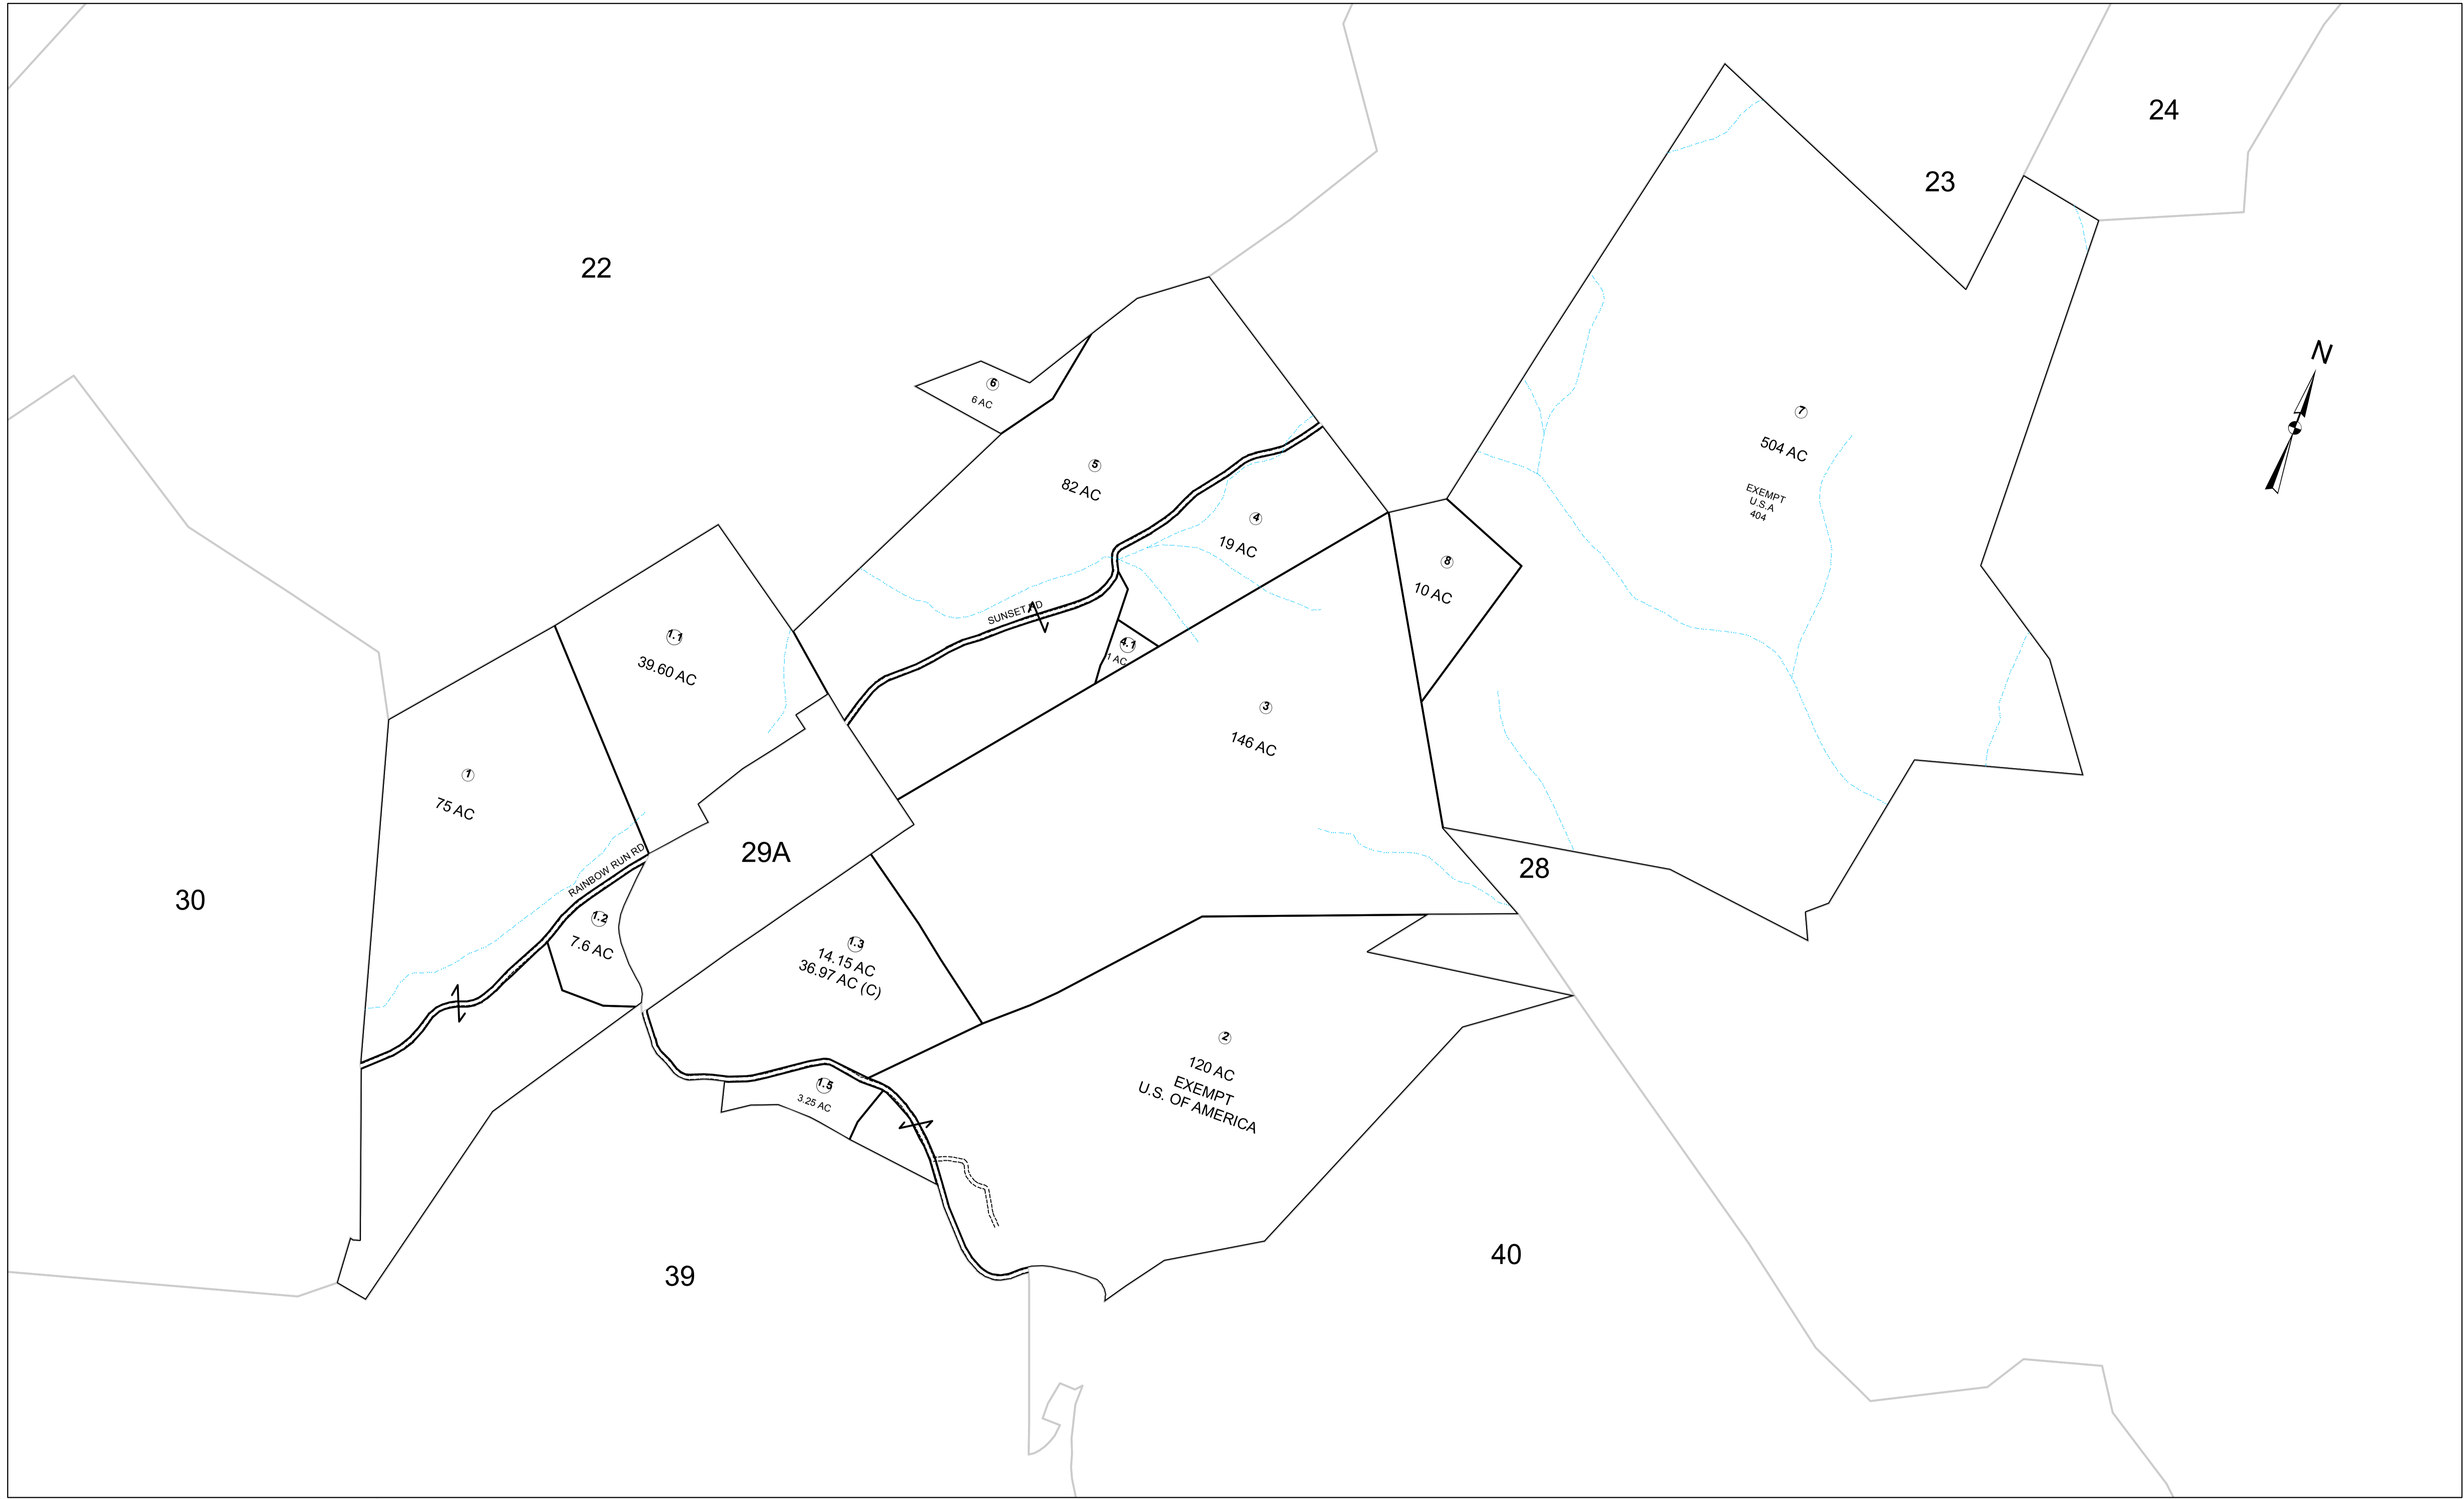 24
23
22
N
6
6 AC
7
504 AC
EXEMPT
U.S.A
404
5
82 AC
4
19 AC
8
10 AC
SUNSET RD
1.1
39.60 AC
4.1
1 AC
3
146 AC
1
75 AC
29A
28
RAINBOW RUN RD
30
1.2
7.6 AC
1.3
14.15 AC
36.97 AC (C)
2
120 AC
EXEMPT
U.S. OF AMERICA
1.5
3.25 AC
40
39